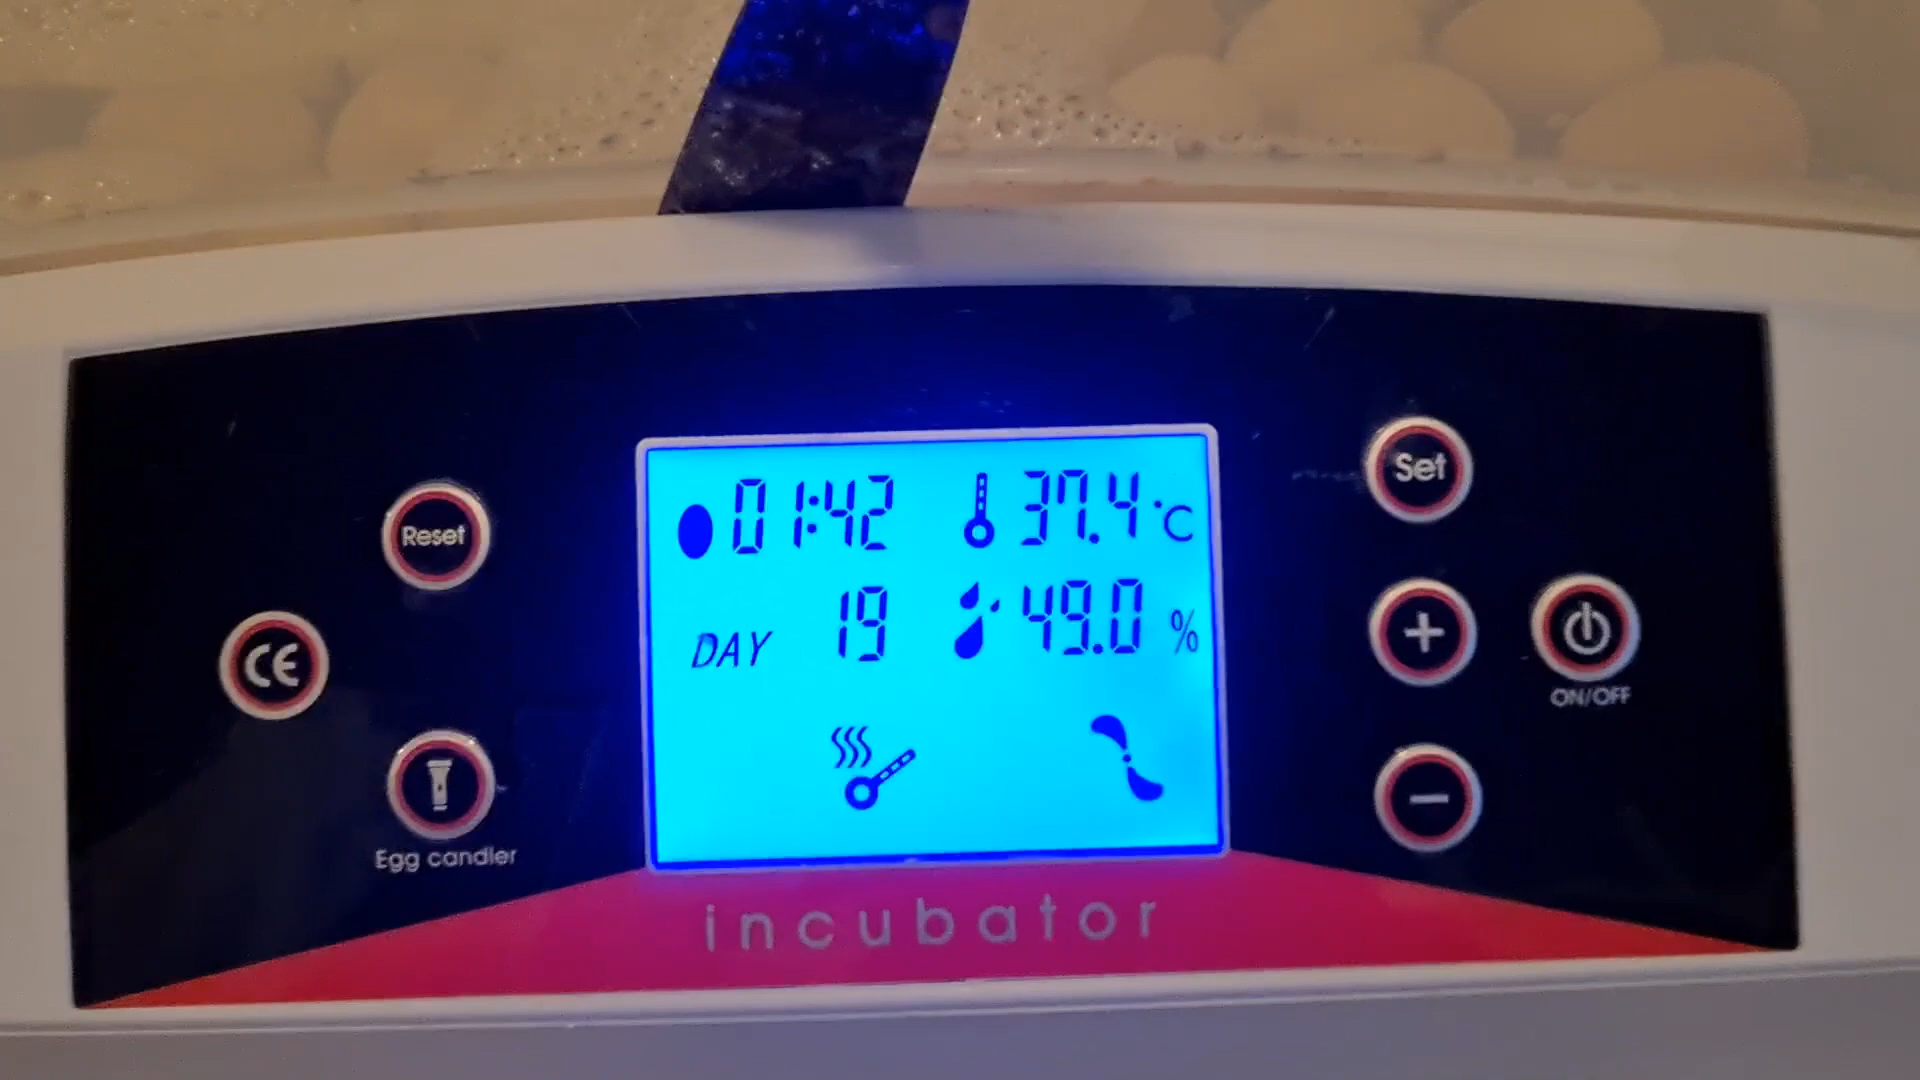 01:42 37.4 °C
DAY 19 49.0 %
Reset
CE
Egg candler
Set
+
ON/OFF
−
incubator